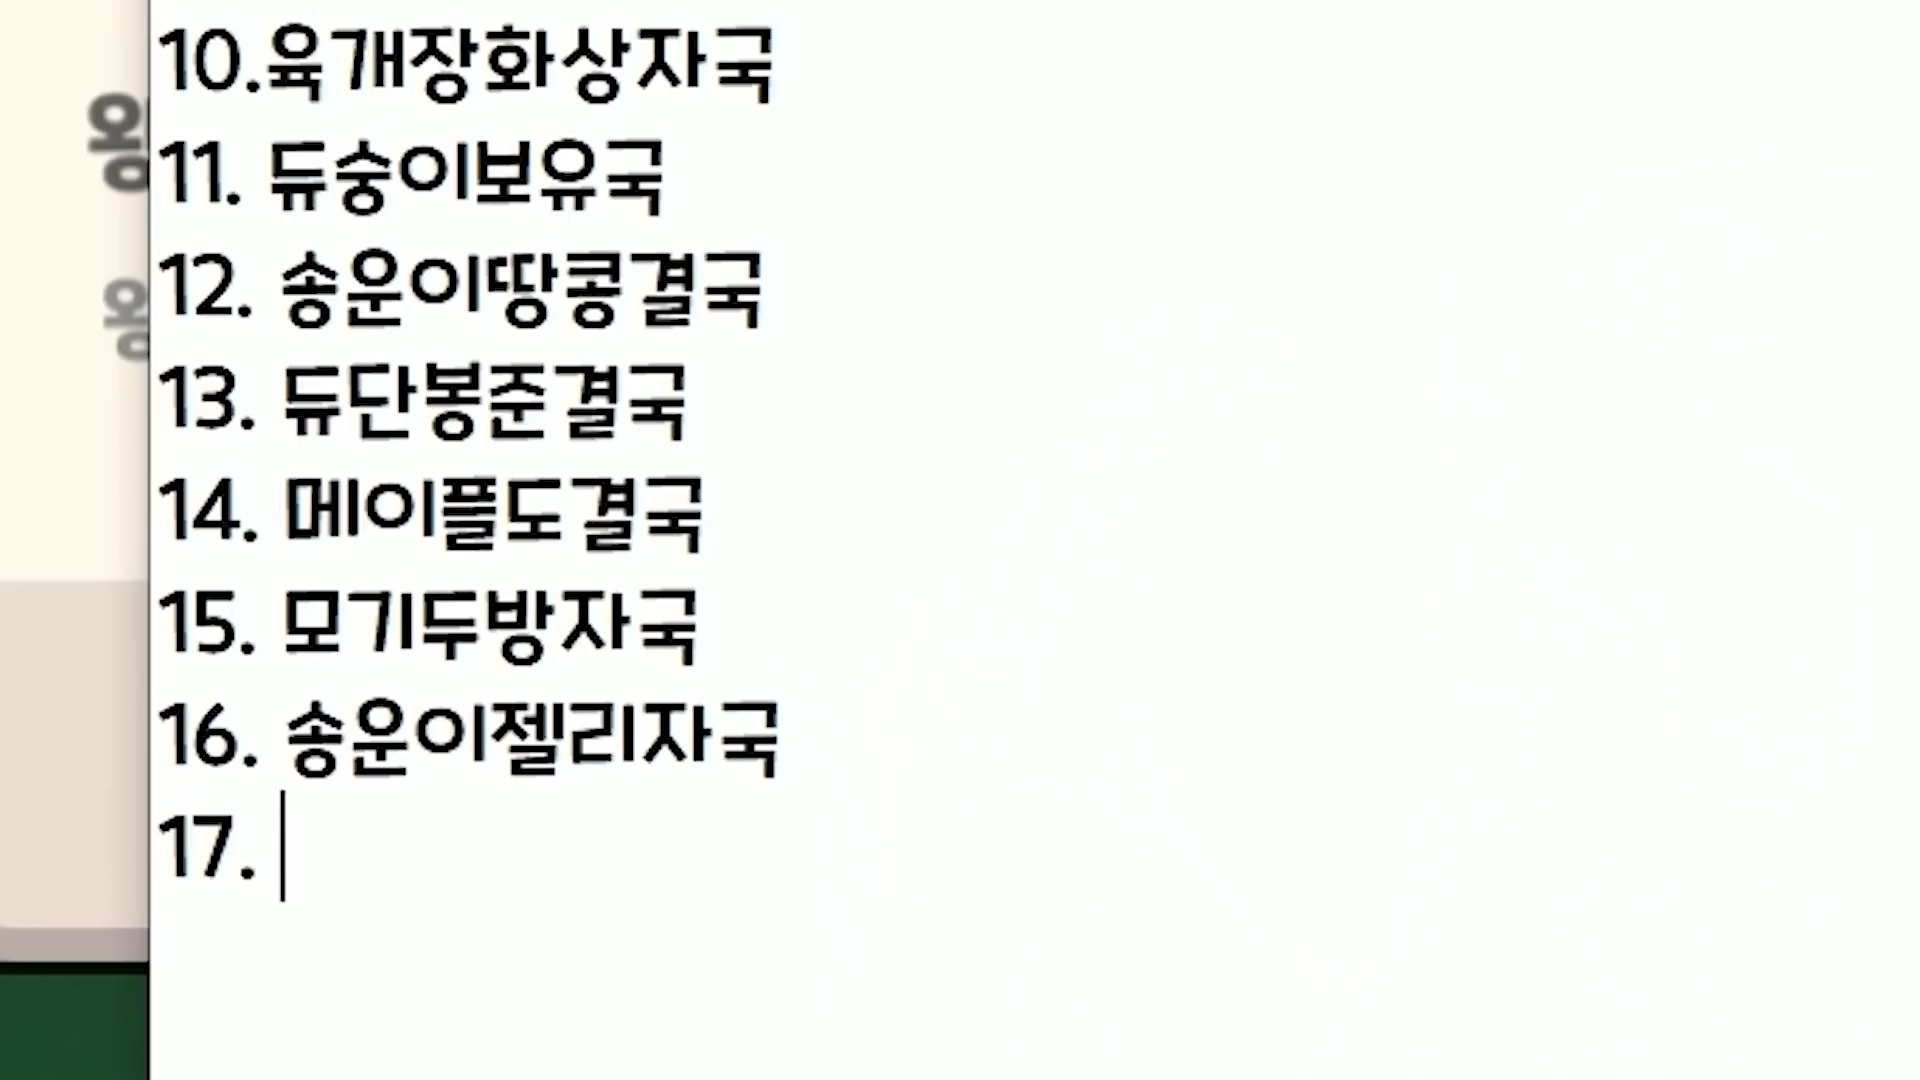 10.육개장화상자국
11. 듀숭이보유국
12. 송운이땅콩결국
13. 듀단봉준결국
14. 메이플도결국
15. 모기두방자국
16. 송운이젤리자국
17.